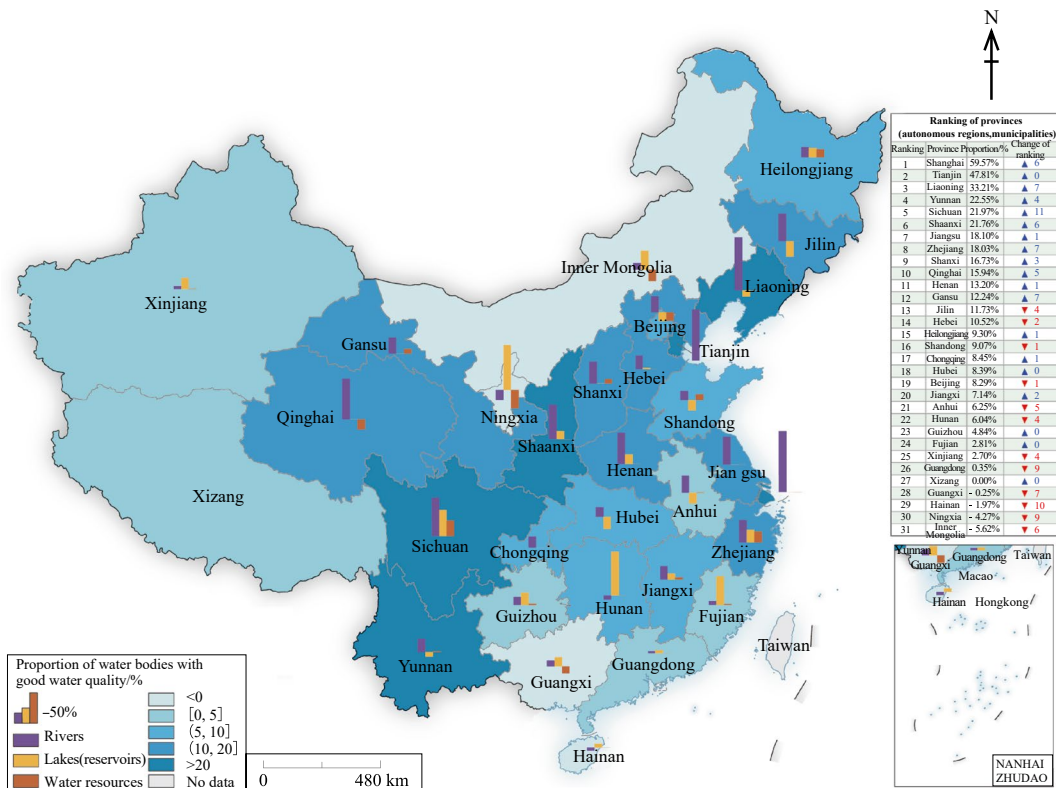 N
Heilongjiang
Jilin
Inner Mongolia
Liaoning
Xinjiang
Beijing
Gansu
Tianjin
Hebei
Shanxi
Qinghai
Ningxia
Shandong
Shaanxi
Henan
Jian gsu
Xizang
Anhui
Hubei
Sichuan
Chongqing
Zhejiang
Jiangxi
Hunan
Guizhou
Fujian
Yunnan
Guangdong
Taiwan
Guangxi
Hainan
Ranking of provinces
(autonomous regions,municipalities)
Ranking Province Proportion/% Change of ranking
1 Shanghai 59.57% ▲ 6
2 Tianjin 47.81% ▲ 0
3 Liaoning 33.21% ▲ 7
4 Yunnan 22.55% ▲ 4
5 Sichuan 21.97% ▲ 11
6 Shaanxi 21.76% ▲ 6
7 Jiangsu 18.10% ▲ 1
8 Zhejiang 18.03% ▲ 7
9 Shanxi 16.73% ▲ 3
10 Qinghai 15.94% ▲ 5
11 Henan 13.20% ▲ 1
12 Gansu 12.24% ▲ 7
13 Jilin 11.73% ▼ 4
14 Hebei 10.52% ▼ 2
15 Heilongjiang 9.30% ▲ 1
16 Shandong 9.07% ▼ 1
17 Chongqing 8.45% ▲ 1
18 Hubei 8.39% ▲ 0
19 Beijing 8.29% ▼ 1
20 Jiangxi 7.14% ▲ 2
21 Anhui 6.25% ▼ 5
22 Hunan 6.04% ▼ 4
23 Guizhou 4.84% ▲ 0
24 Fujian 2.81% ▲ 0
25 Xinjiang 2.70% ▼ 4
26 Guangdong 0.35% ▼ 9
27 Xizang 0.00% ▲ 0
28 Guangxi - 0.25% ▼ 7
29 Hainan - 1.97% ▼ 10
30 Ningxia - 4.27% ▼ 9
31 Inner Mongolia - 5.62% ▼ 6
Yunnan
Guangxi
Guangdong
Taiwan
Macao
Hainan
Hongkong
NANHAI
ZHUDAO
Proportion of water bodies with
good water quality/%
–50%
Rivers
Lakes(reservoirs)
Water resources
<0
[0, 5]
(5, 10]
(10, 20]
>20
No data
0 480 km